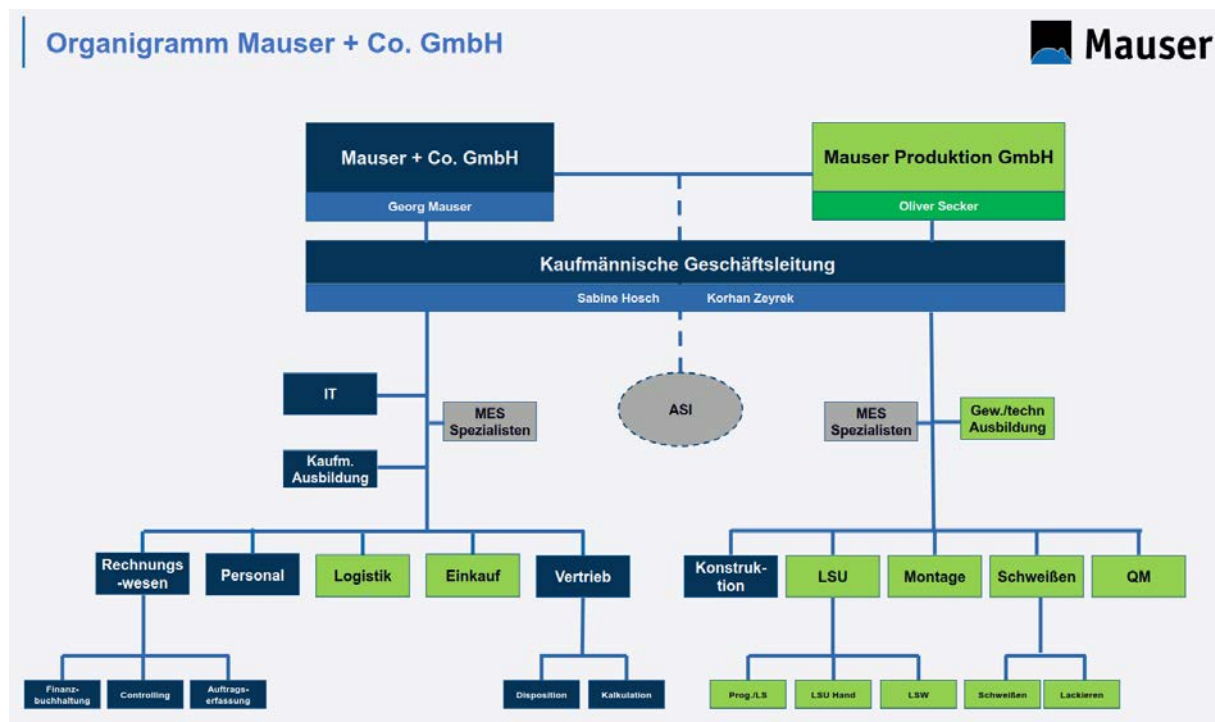 Organigramm Mauser + Co. GmbH
Mauser
Mauser + Co. GmbH
Georg Mauser
Mauser Produktion GmbH
Oliver Secker
Kaufmännische Geschäftsleitung
Sabine Hosch
Korhan Zeyrek
IT
MES
Spezialisten
ASI
MES
Spezialisten
Gew./techn
Ausbildung
Kaufm.
Ausbildung
Rechnungs
-wesen
Personal
Logistik
Einkauf
Vertrieb
Konstruk-
tion
LSU
Montage
Schweißen
QM
Finanz-
buchhaltung
Controlling
Auftrags-
erfassung
Disposition
Kalkulation
Prog./LS
LSU Hand
LSW
Schweißen
Lackieren